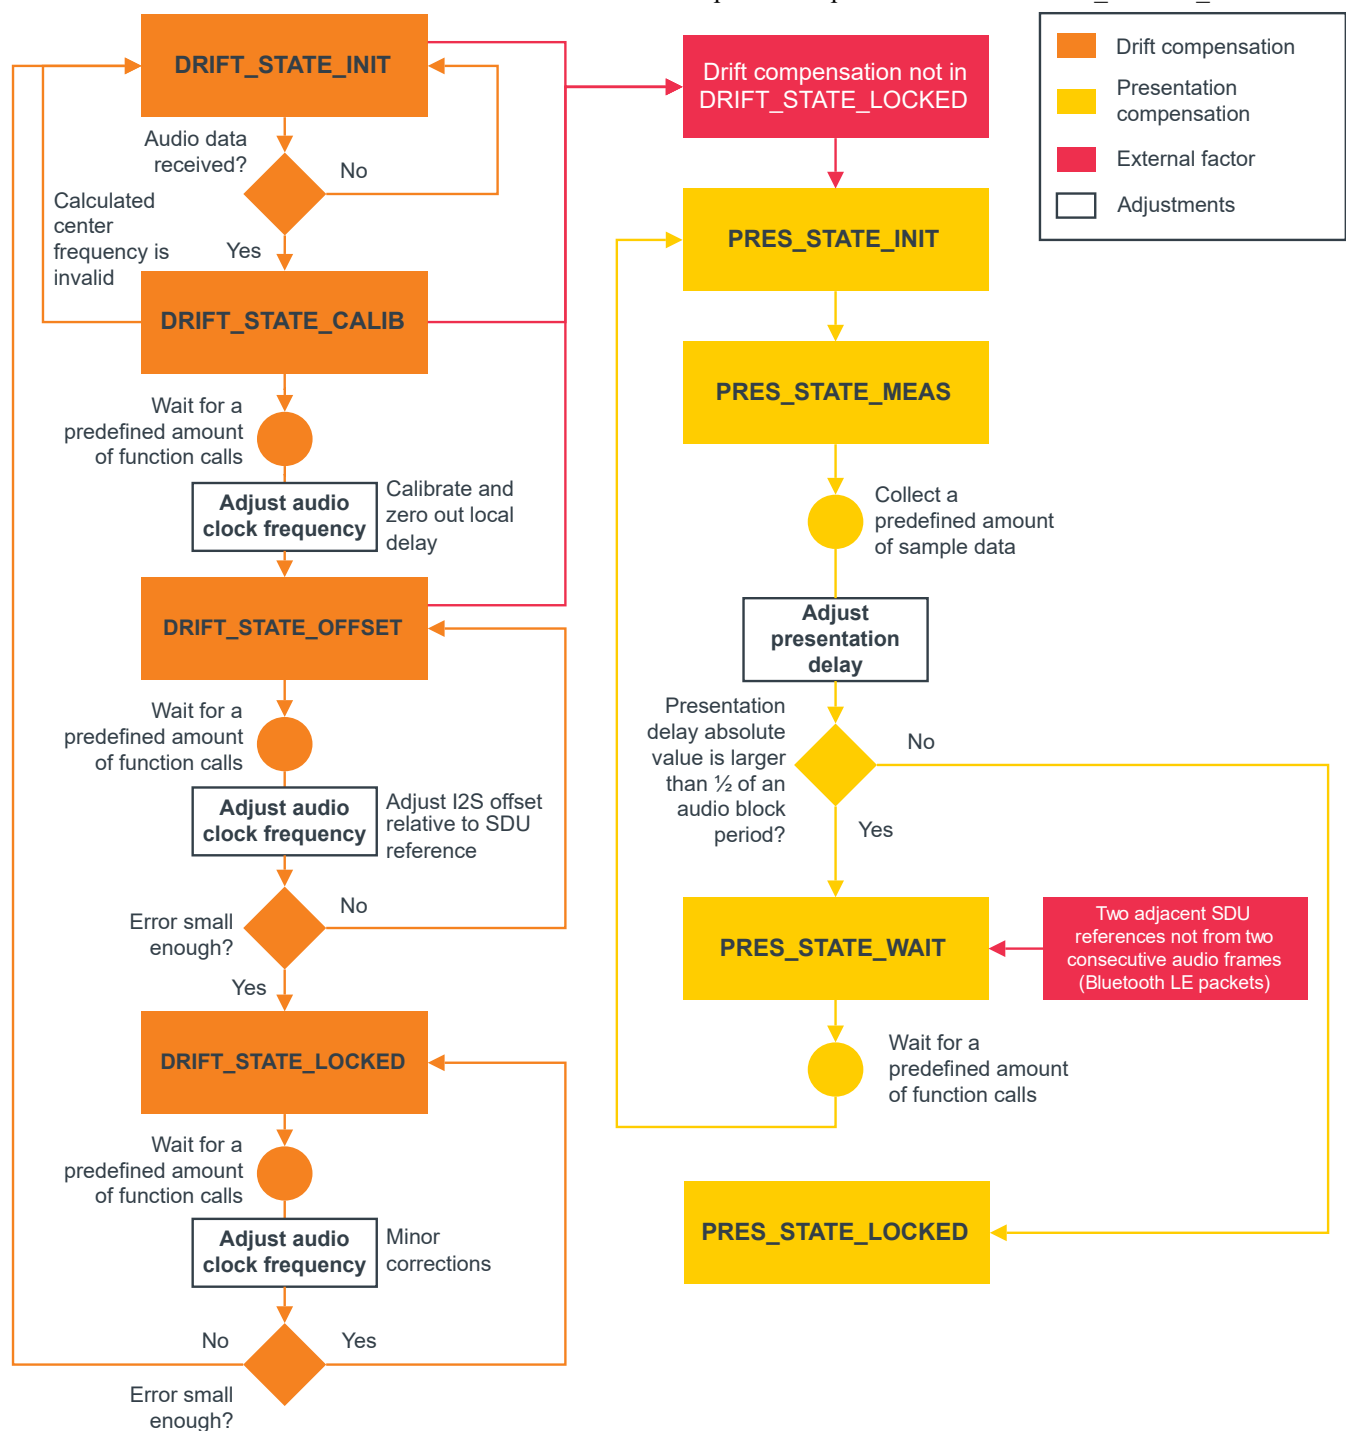 DRIFT_STATE_INIT
Audio data
received?
No
Calculated
center
frequency is
invalid
Yes
DRIFT_STATE_CALIB
Wait for a
predefined amount
of function calls
Adjust audio
clock frequency
Calibrate and
zero out local
delay
DRIFT_STATE_OFFSET
Wait for a
predefined amount
of function calls
Adjust audio
clock frequency
Adjust I2S offset
relative to SDU
reference
Error small
enough?
No
Yes
DRIFT_STATE_LOCKED
Wait for a
predefined amount
of function calls
Adjust audio
clock frequency
Minor
corrections
No
Yes
Error small
enough?
Drift compensation not in
DRIFT_STATE_LOCKED
PRES_STATE_INIT
PRES_STATE_MEAS
Collect a
predefined amount
of sample data
Adjust
presentation
delay
Presentation
delay absolute
value is larger
than ½ of an
audio block
period?
No
Yes
PRES_STATE_WAIT
Two adjacent SDU
references not from two
consecutive audio frames
(Bluetooth LE packets)
Wait for a
predefined amount
of function calls
PRES_STATE_LOCKED
Drift compensation
Presentation
compensation
External factor
Adjustments